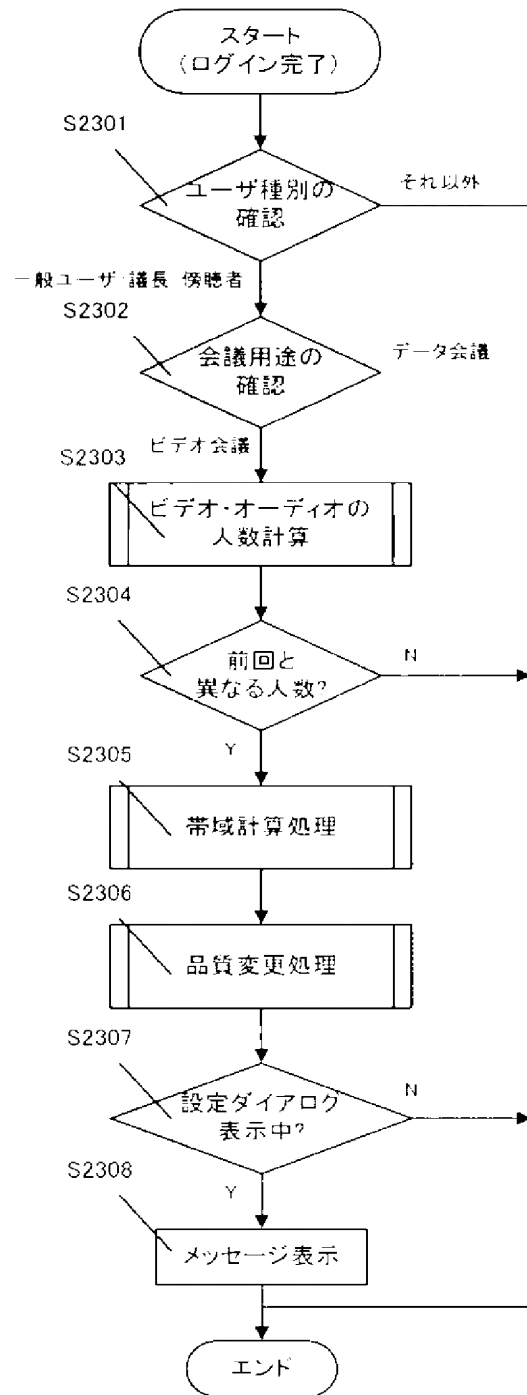 スタート
(ログイン完了)
S2301
ユーザ種別の
確認
それ以外
一般ユーザ・議長・傍聴者
S2302
会議用途の
確認
データ会議
ビデオ会議
S2303
ビデオ・オーディオの
人数計算
S2304
前回と
異なる人数?
N
Y
S2305
帯域計算処理
S2306
品質変更処理
S2307
設定ダイアログ
表示中?
N
Y
S2308
メッセージ表示
エンド